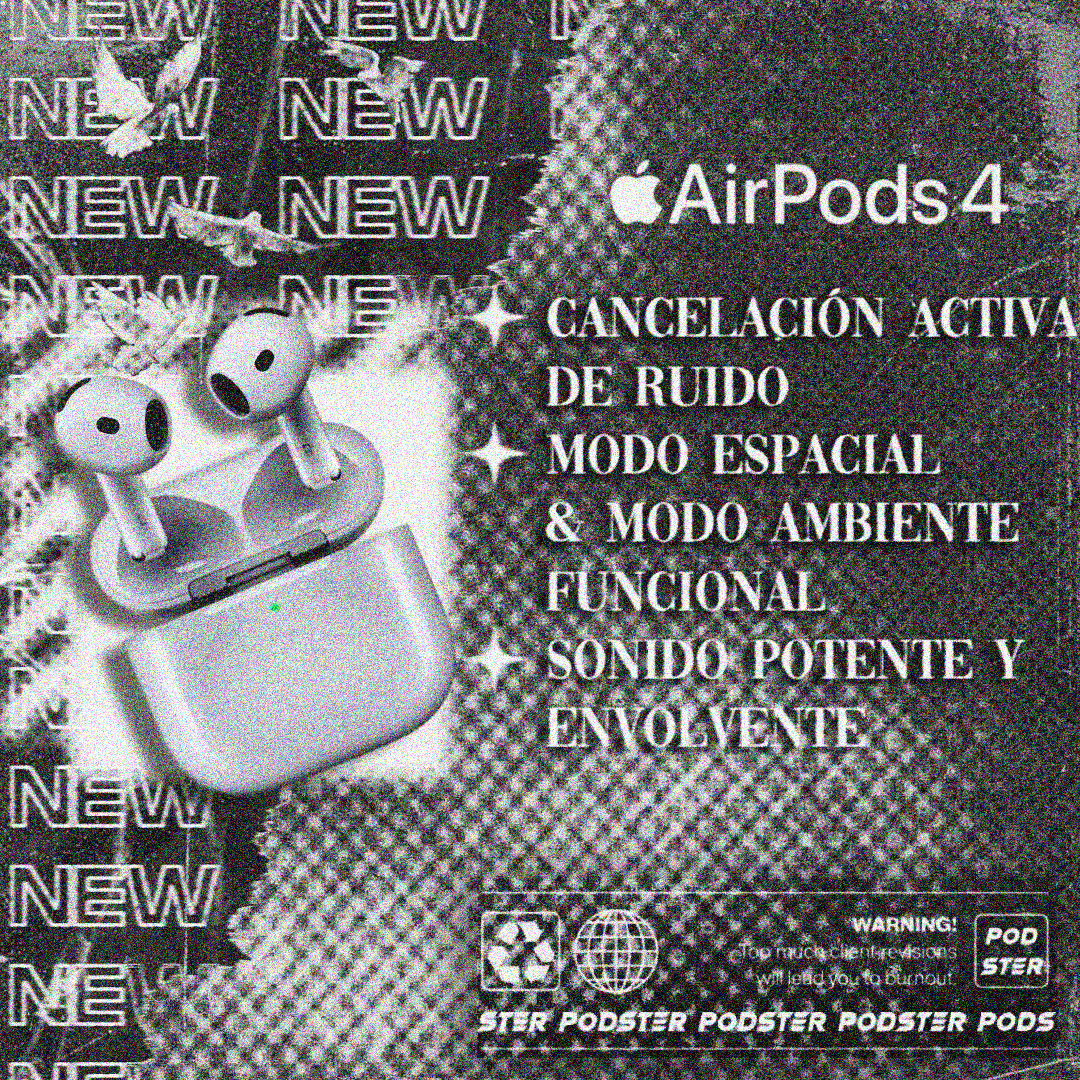 NEW NEW
NEW NEW
NEW NEW
NEW NEW
AirPods 4
CANCELACIÓN ACTIVA
DE RUIDO
MODO ESPACIAL
& MODO AMBIENTE
FUNCIONAL
SONIDO POTENTE Y
ENVOLVENTE
NEW
NEW
NEW
NEW
WARNING!
Too much client revisions
will lead you to burnout.
POD
STER
STER PODSTER PODSTER PODSTER PODS